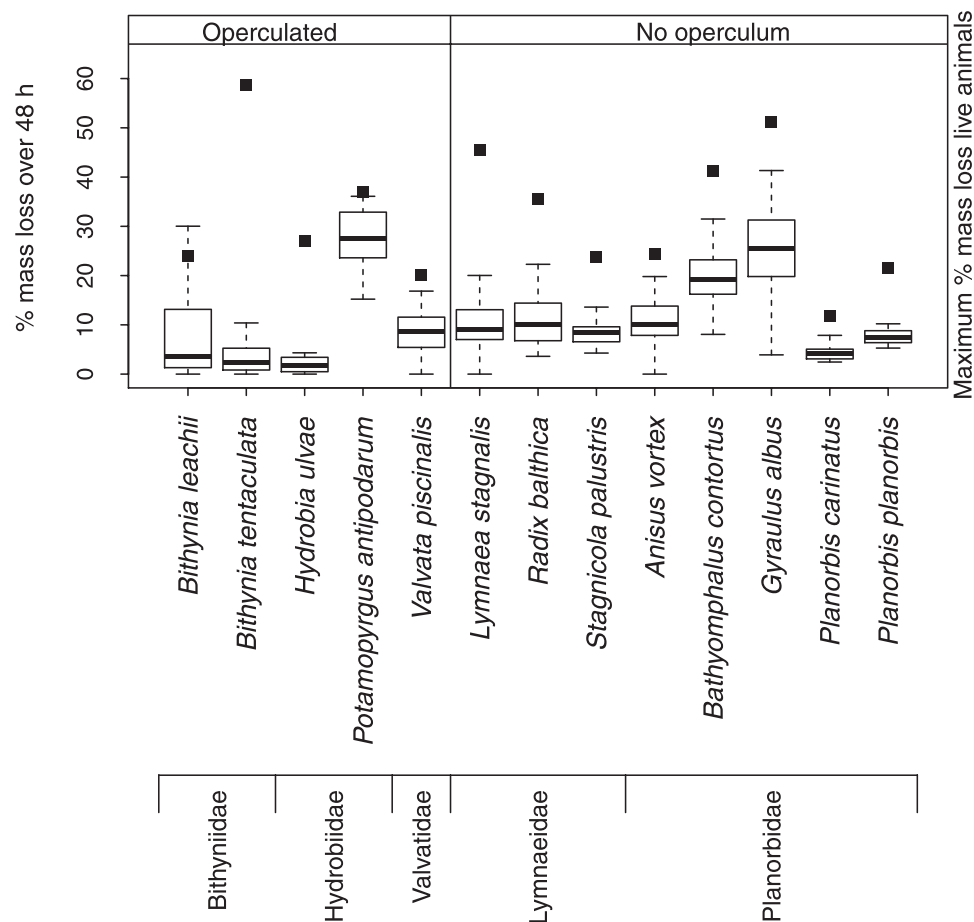 Operculated
No operculum
% mass loss over 48 h
60
50
40
30
20
10
0
Maximum % mass loss live animals
Bithynia leachii
Bithynia tentaculata
Hydrobia ulvae
Potamopyrgus antipodarum
Valvata piscinalis
Lymnaea stagnalis
Radix balthica
Stagnicola palustris
Anisus vortex
Bathyomphalus contortus
Gyraulus albus
Planorbis carinatus
Planorbis planorbis
Bithyniidae
Hydrobiidae
Valvatidae
Lymnaeidae
Planorbidae